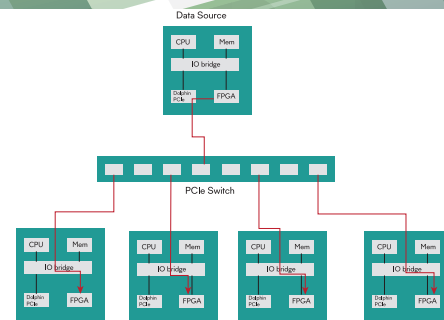 Data Source
CPU Mem
IO bridge
Dolphin
PCIe
FPGA
PCIe Switch
CPU Mem
IO bridge
Dolphin
PCIe
FPGA
CPU Mem
IO bridge
Dolphin
PCIe
FPGA
CPU Mem
IO bridge
Dolphin
PCIe
FPGA
CPU Mem
IO bridge
Dolphin
PCIe
FPGA